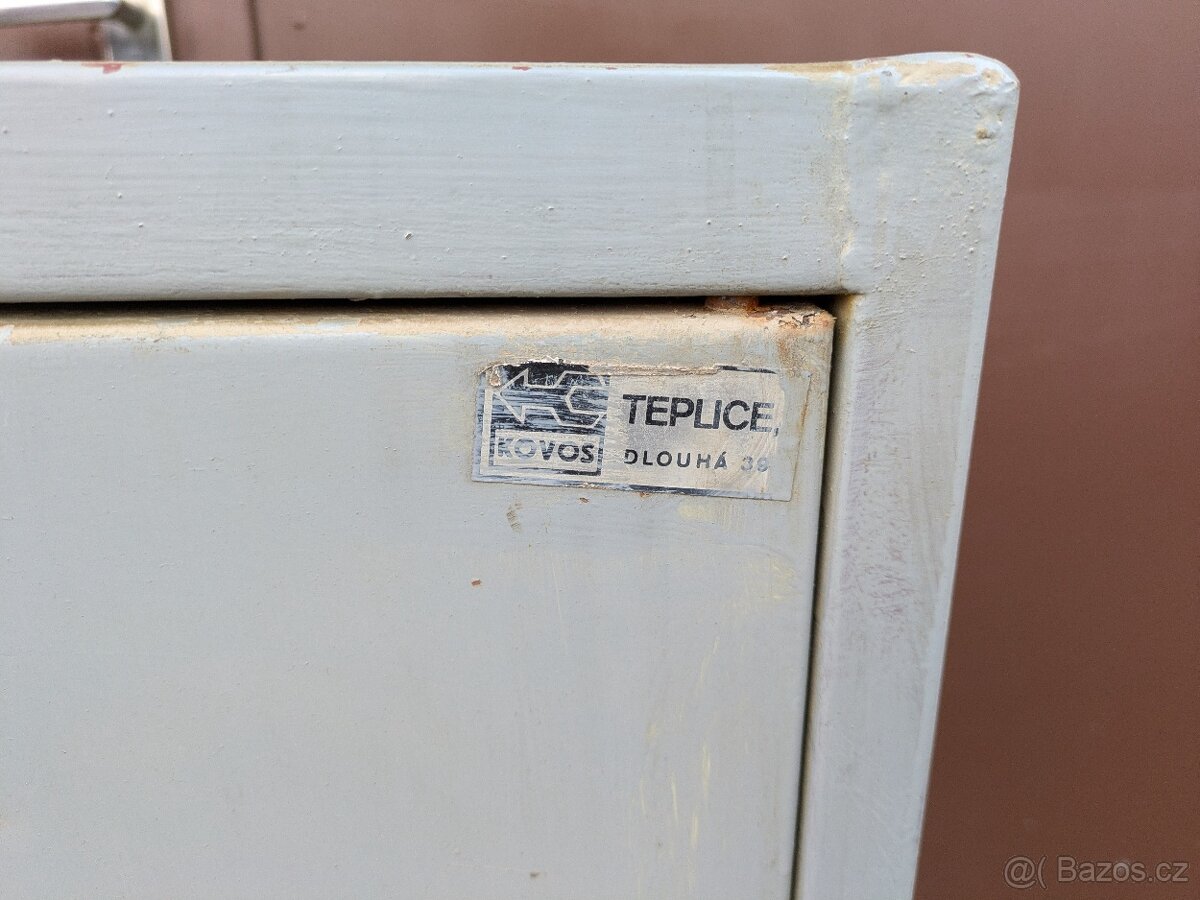 TEPLICE,
KOVOS
DLOUHÁ 39
@( Bazos.cz